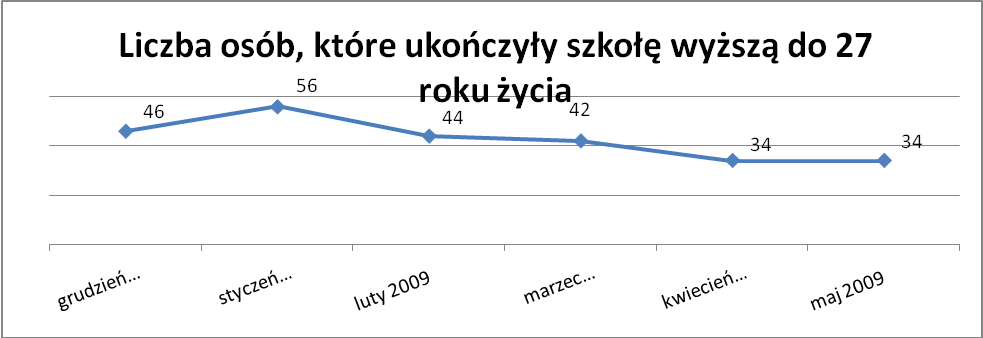 Liczba osób, które ukończyły szkołę wyższą do 27
roku życia
46
56
44
42
34
34
grudzień...
styczeń...
luty 2009
marzec...
kwiecień...
maj 2009